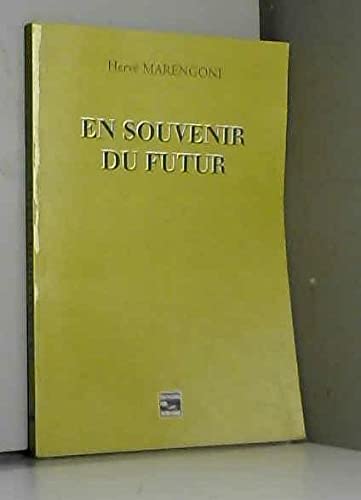 Hervé MARENGONI
EN SOUVENIR
DU FUTUR